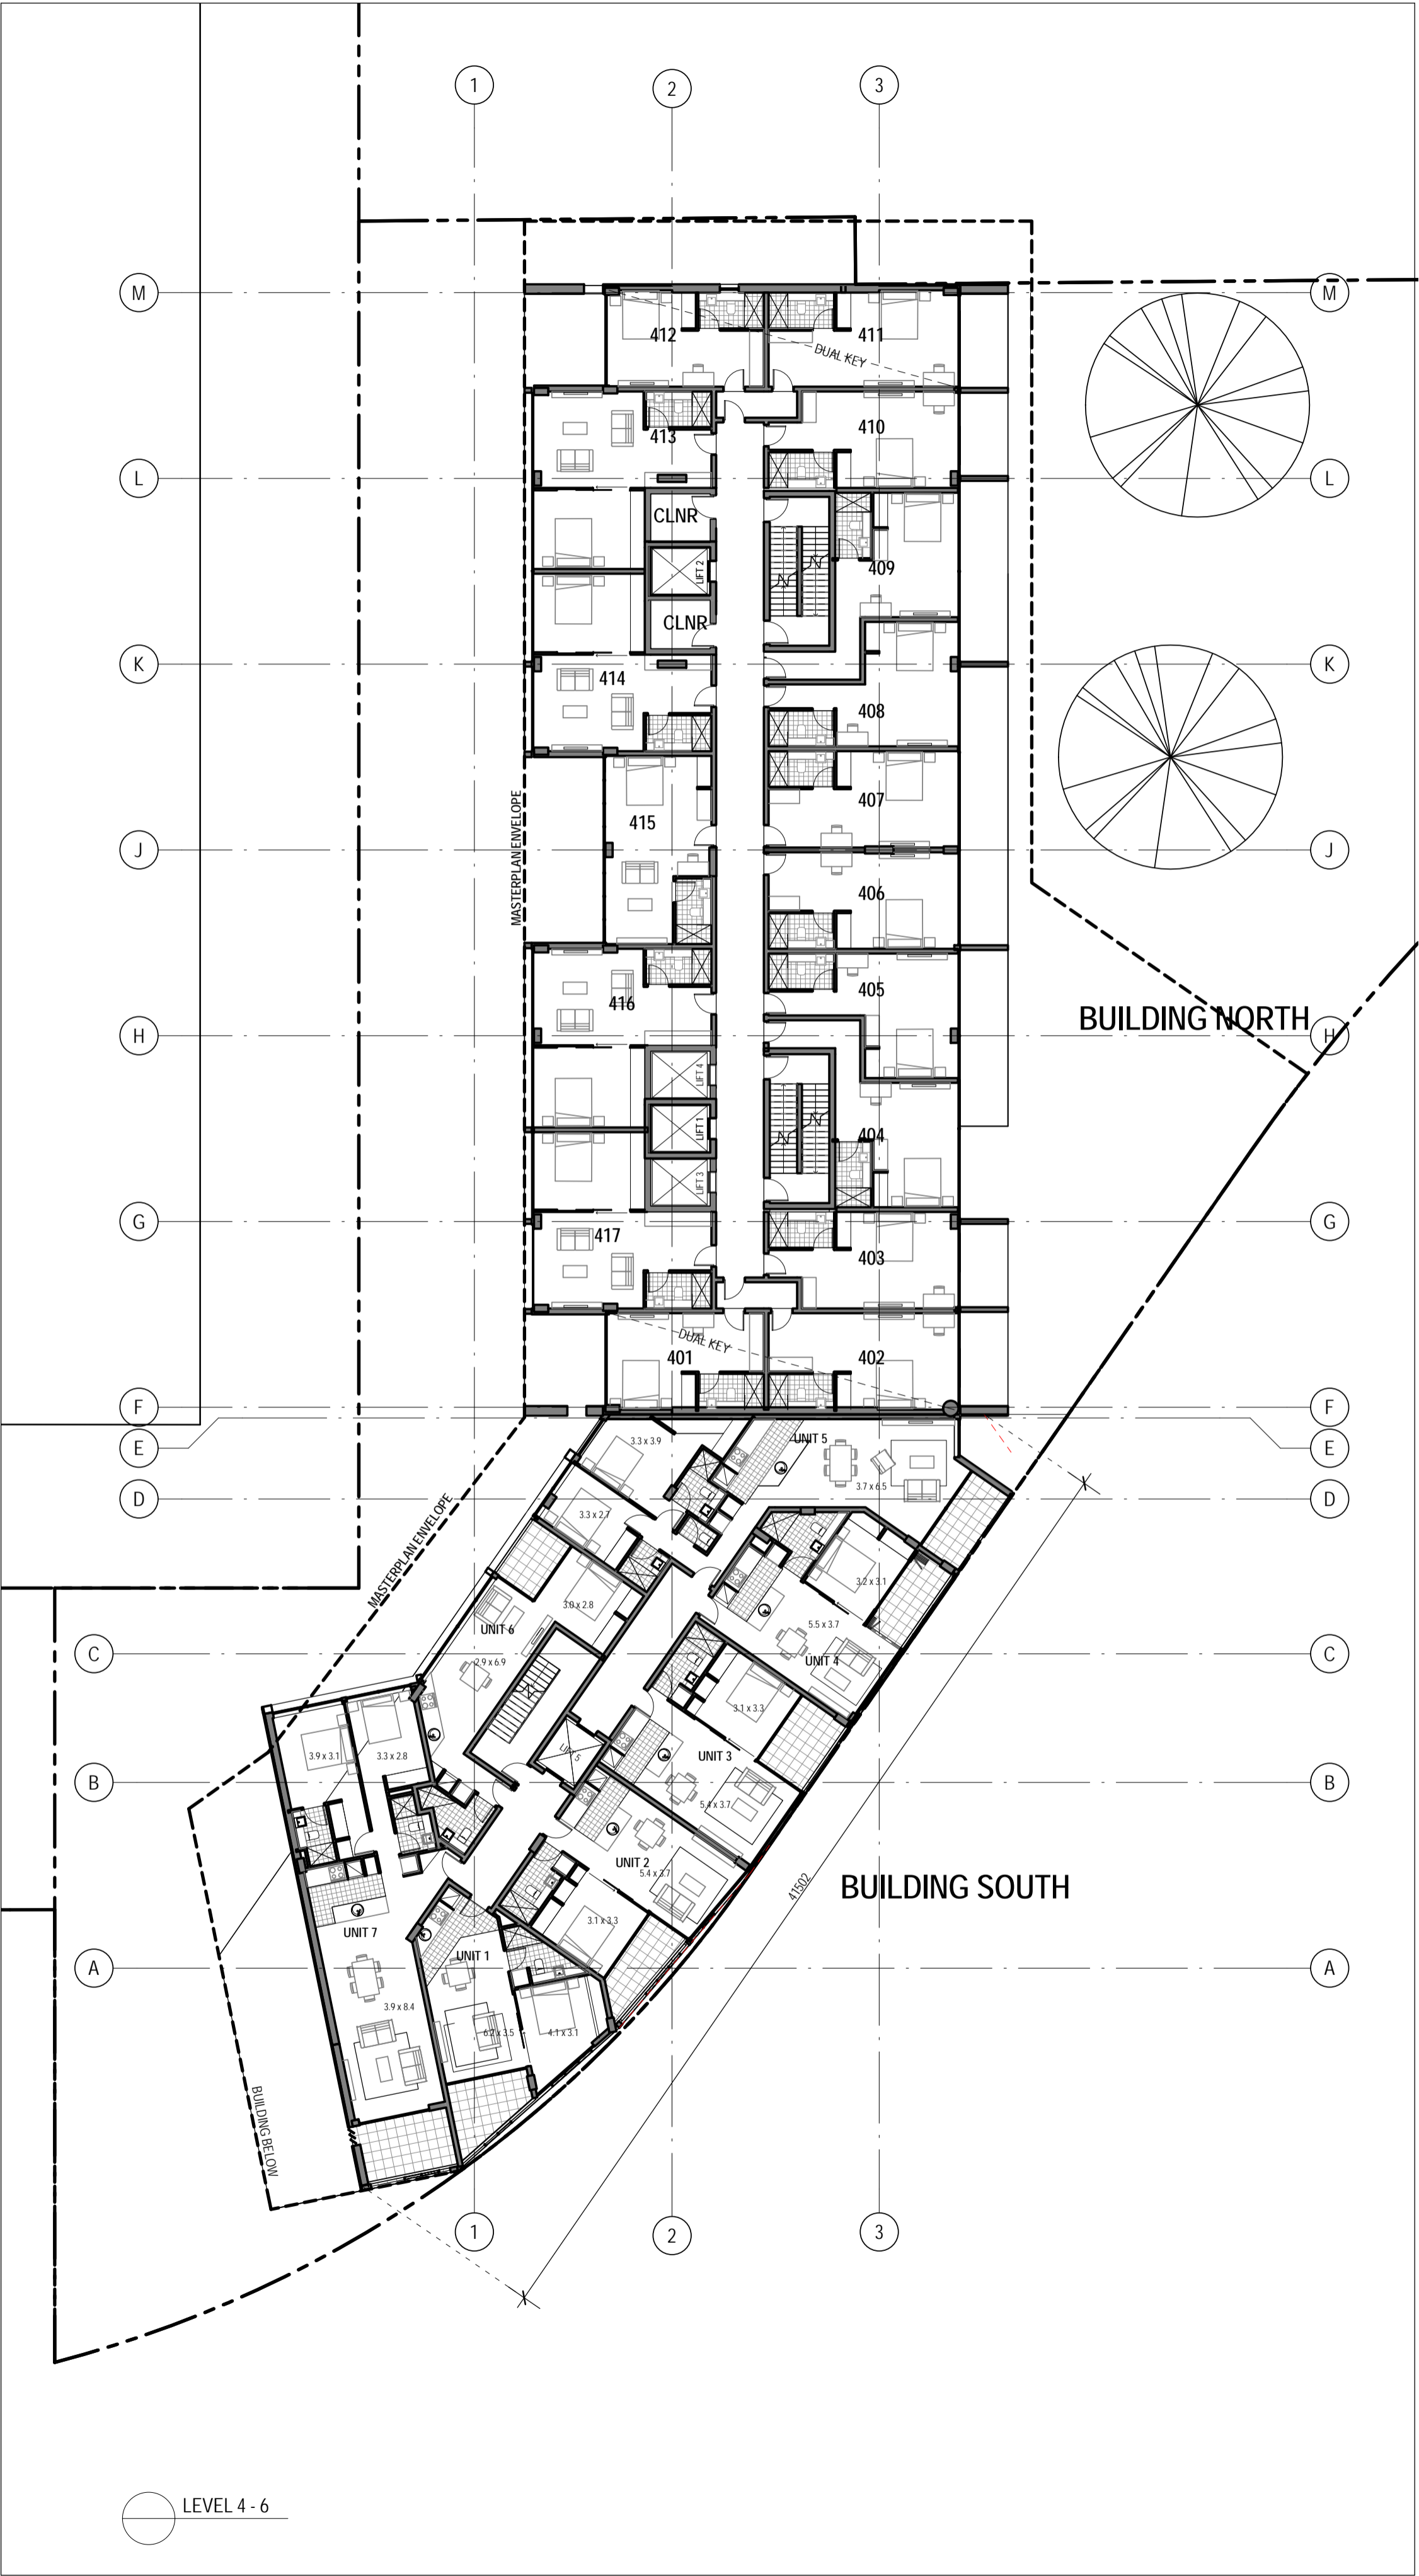 1
2
3
M
M
412
411
DUAL KEY
413
410
L
L
CLNR
LIFT 2
409
CLNR
K
K
414
408
MASTERPLAN ENVELOPE
415
407
J
J
406
416
405
BUILDING NORTH
H
H
LIFT 4
LIFT 1
404
LIFT 3
G
G
417
403
DUAL KEY
401
402
F
F
E
E
3.3 x 3.9
UNIT 5
3.7 x 6.5
D
D
3.3 x 2.7
MASTERPLAN ENVELOPE
3.2 x 3.1
3.0 x 2.8
5.5 x 3.7
UNIT 6
UNIT 4
C
C
2.9 x 6.9
3.1 x 3.3
3.9 x 3.1
3.3 x 2.8
LIFT 5
UNIT 3
B
B
5.4 x 3.7
UNIT 2
5.4 x 3.7
41502
BUILDING SOUTH
3.1 x 3.3
UNIT 7
UNIT 1
A
A
3.9 x 8.4
6.2 x 3.5
4.1 x 3.1
BUILDING BELOW
1
2
3
LEVEL 4 - 6